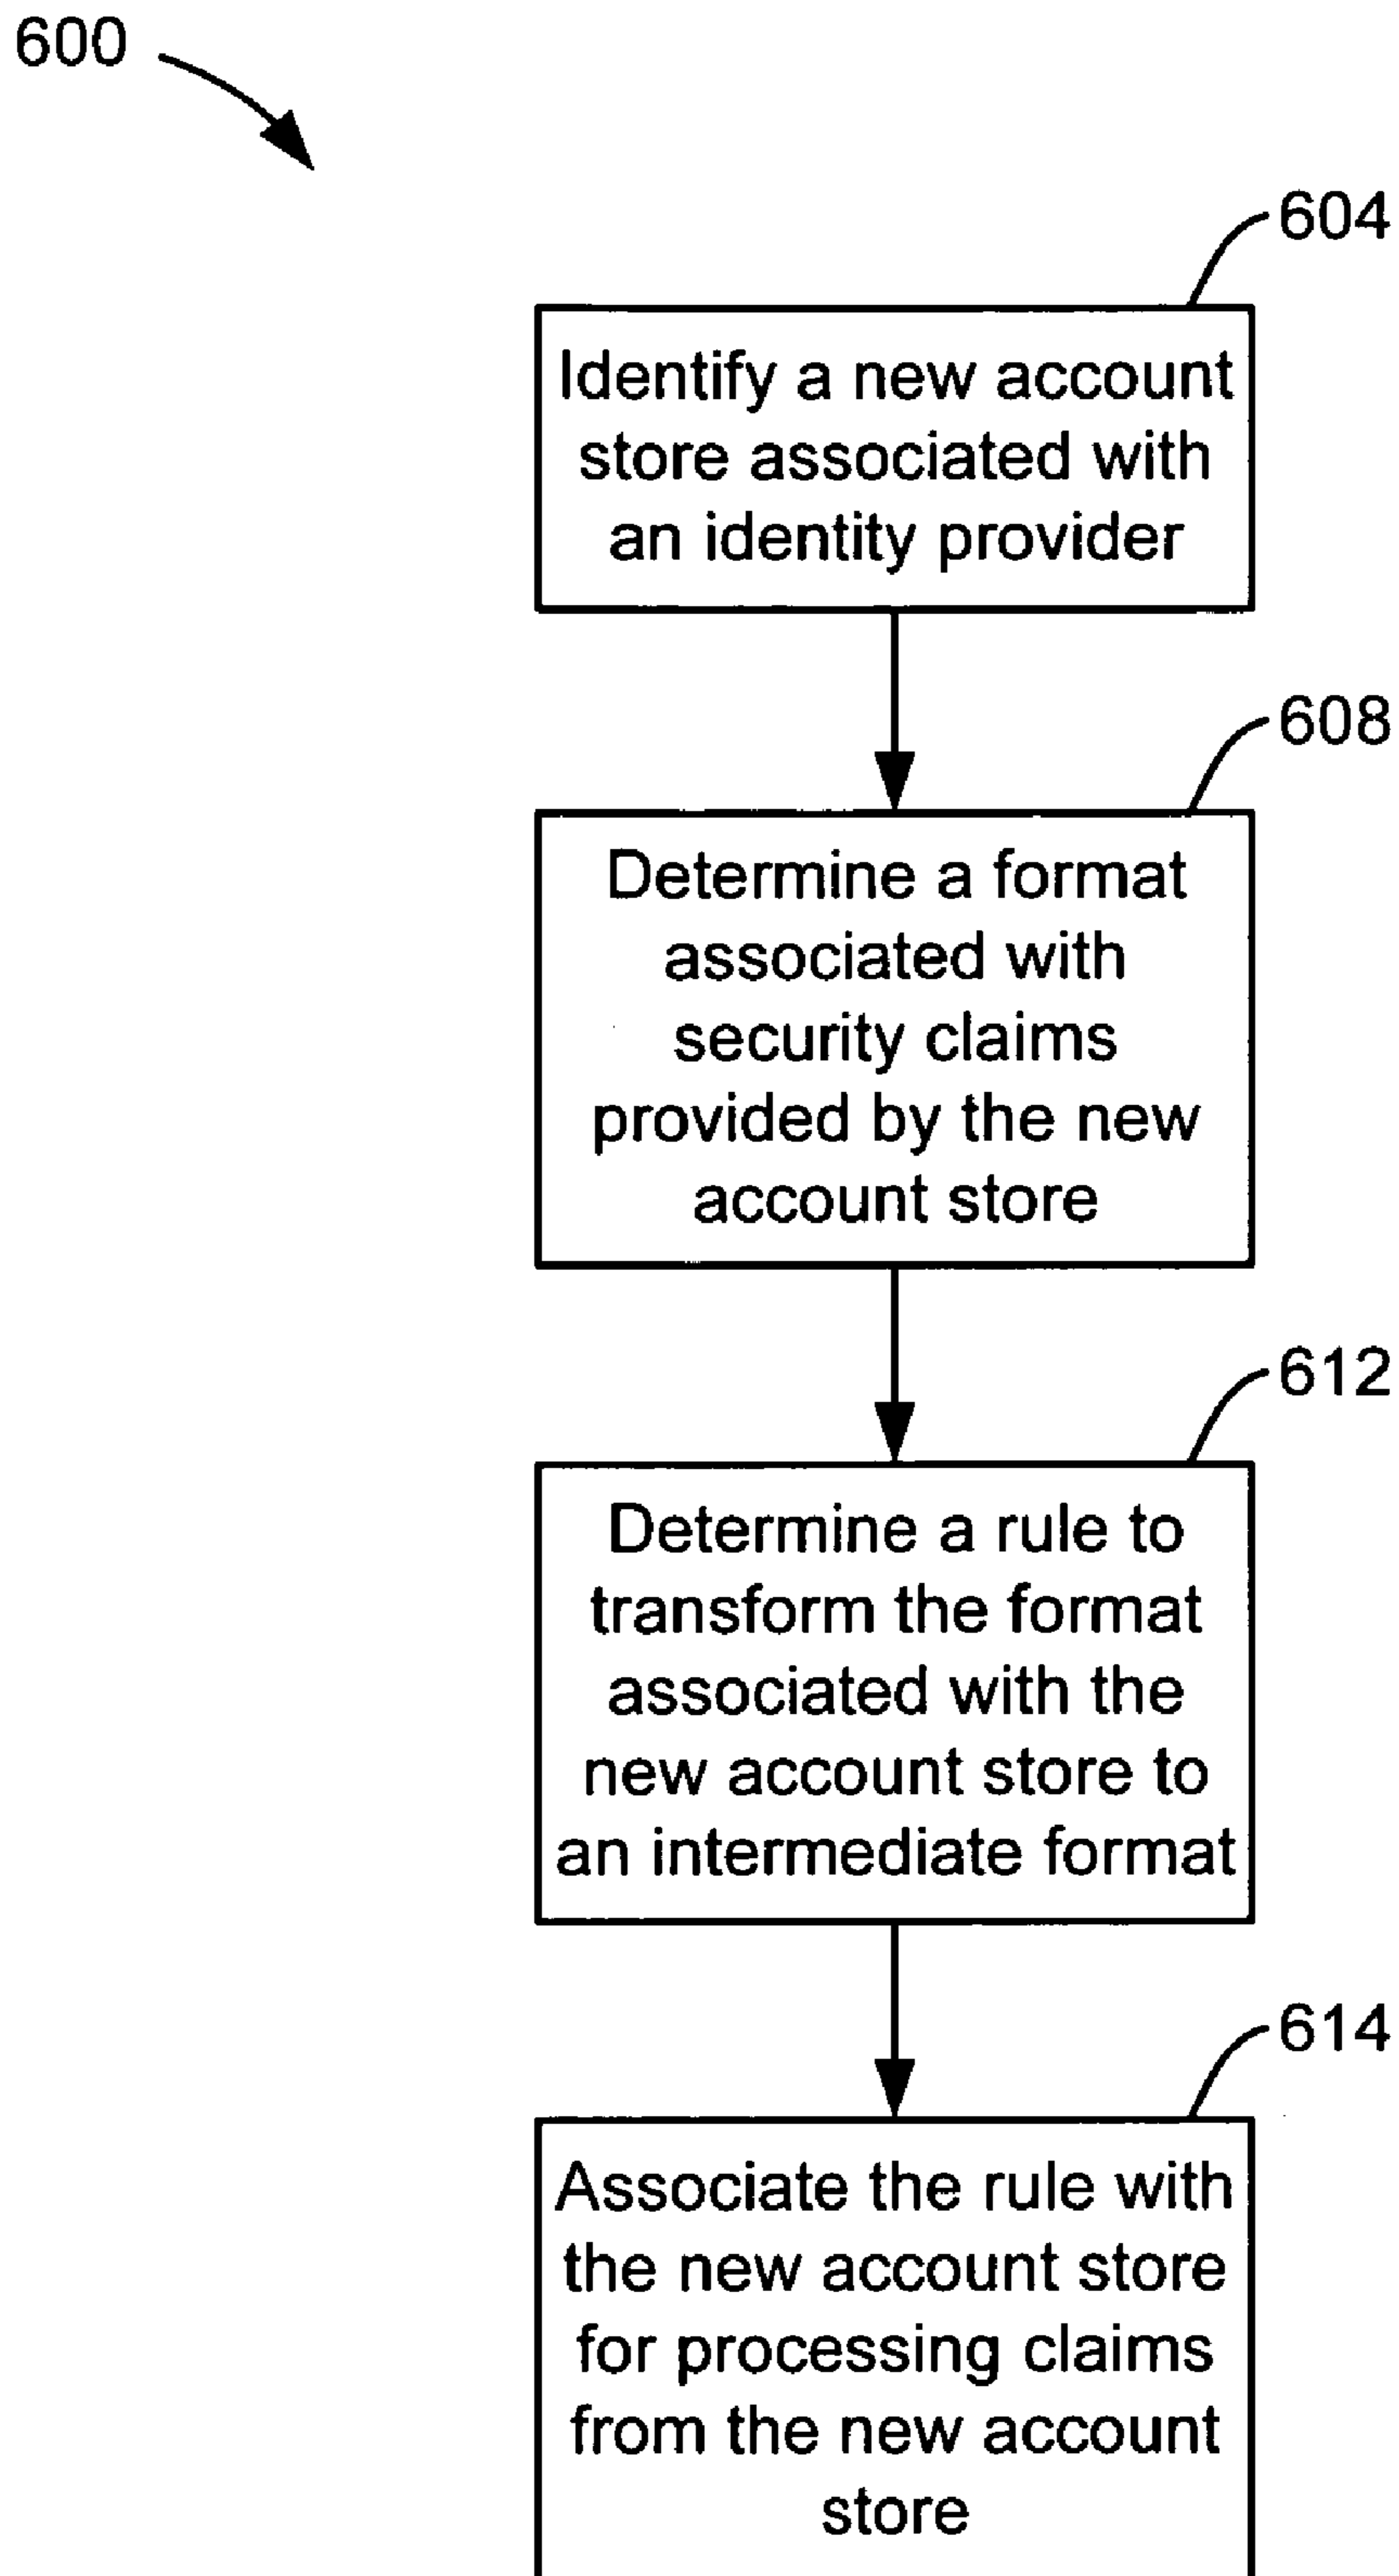 600
604
Identify a new account
store associated with
an identity provider
608
Determine a format
associated with
security claims
provided by the new
account store
612
Determine a rule to
transform the format
associated with the
new account store to
an intermediate format
614
Associate the rule with
the new account store
for processing claims
from the new account
store